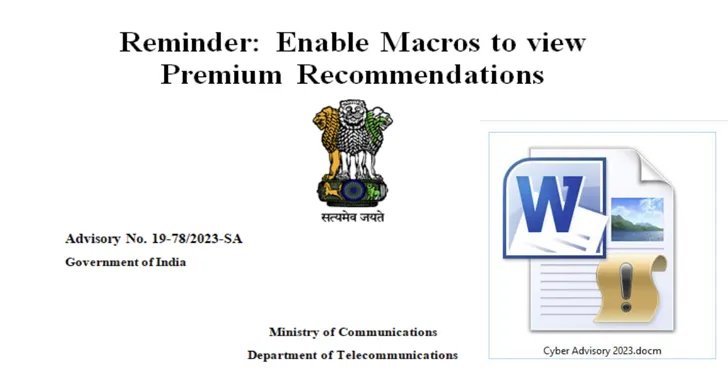 Reminder: Enable Macros to view
Premium Recommendations
सत्यमेव जयते
W
Advisory No. 19-78/2023-SA
Government of India
Ministry of Communications
Department of Telecommunications
Cyber Advisory 2023.docm